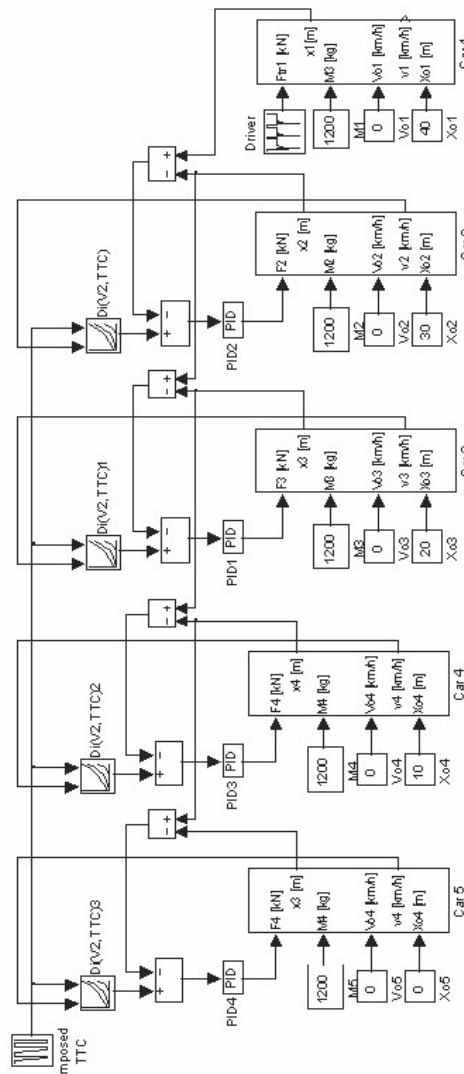 mposed
TTC
Di(V2,TTC)3
- +
- +
PID
PID4
F4 [kN]
x3 [m]
M4 [kg]
Vo4 [km/h]
v4 [km/h]
Xo4 [m]
Car 5
1200
M5
0
Vo5
0
Xo5
Di(V2,TTC)2
- +
- +
PID
PID3
F4 [kN]
x4 [m]
M4 [kg]
Vo4 [km/h]
v4 [km/h]
Xo4 [m]
Car 4
1200
M4
0
Vo4
10
Xo4
Di(V2,TTC)1
- +
- +
PID
PID1
F3 [kN]
x3 [m]
M3 [kg]
Vo3 [km/h]
v3 [km/h]
Xo3 [m]
1200
M3
0
Vo3
20
Xo3
Di(V2,TTC)
- +
- +
PID
PID2
F2 [kN]
x2 [m]
M2 [kg]
Vo2 [km/h]
v2 [km/h]
Xo2 [m]
1200
M2
0
Vo2
30
Xo2
Driver
Ftr1 [kN]
x1 [m]
M3 [kg]
Vo1 [km/h]
v1 [km/h]
Xo1 [m]
1200
M1
0
Vo1
40
Xo1